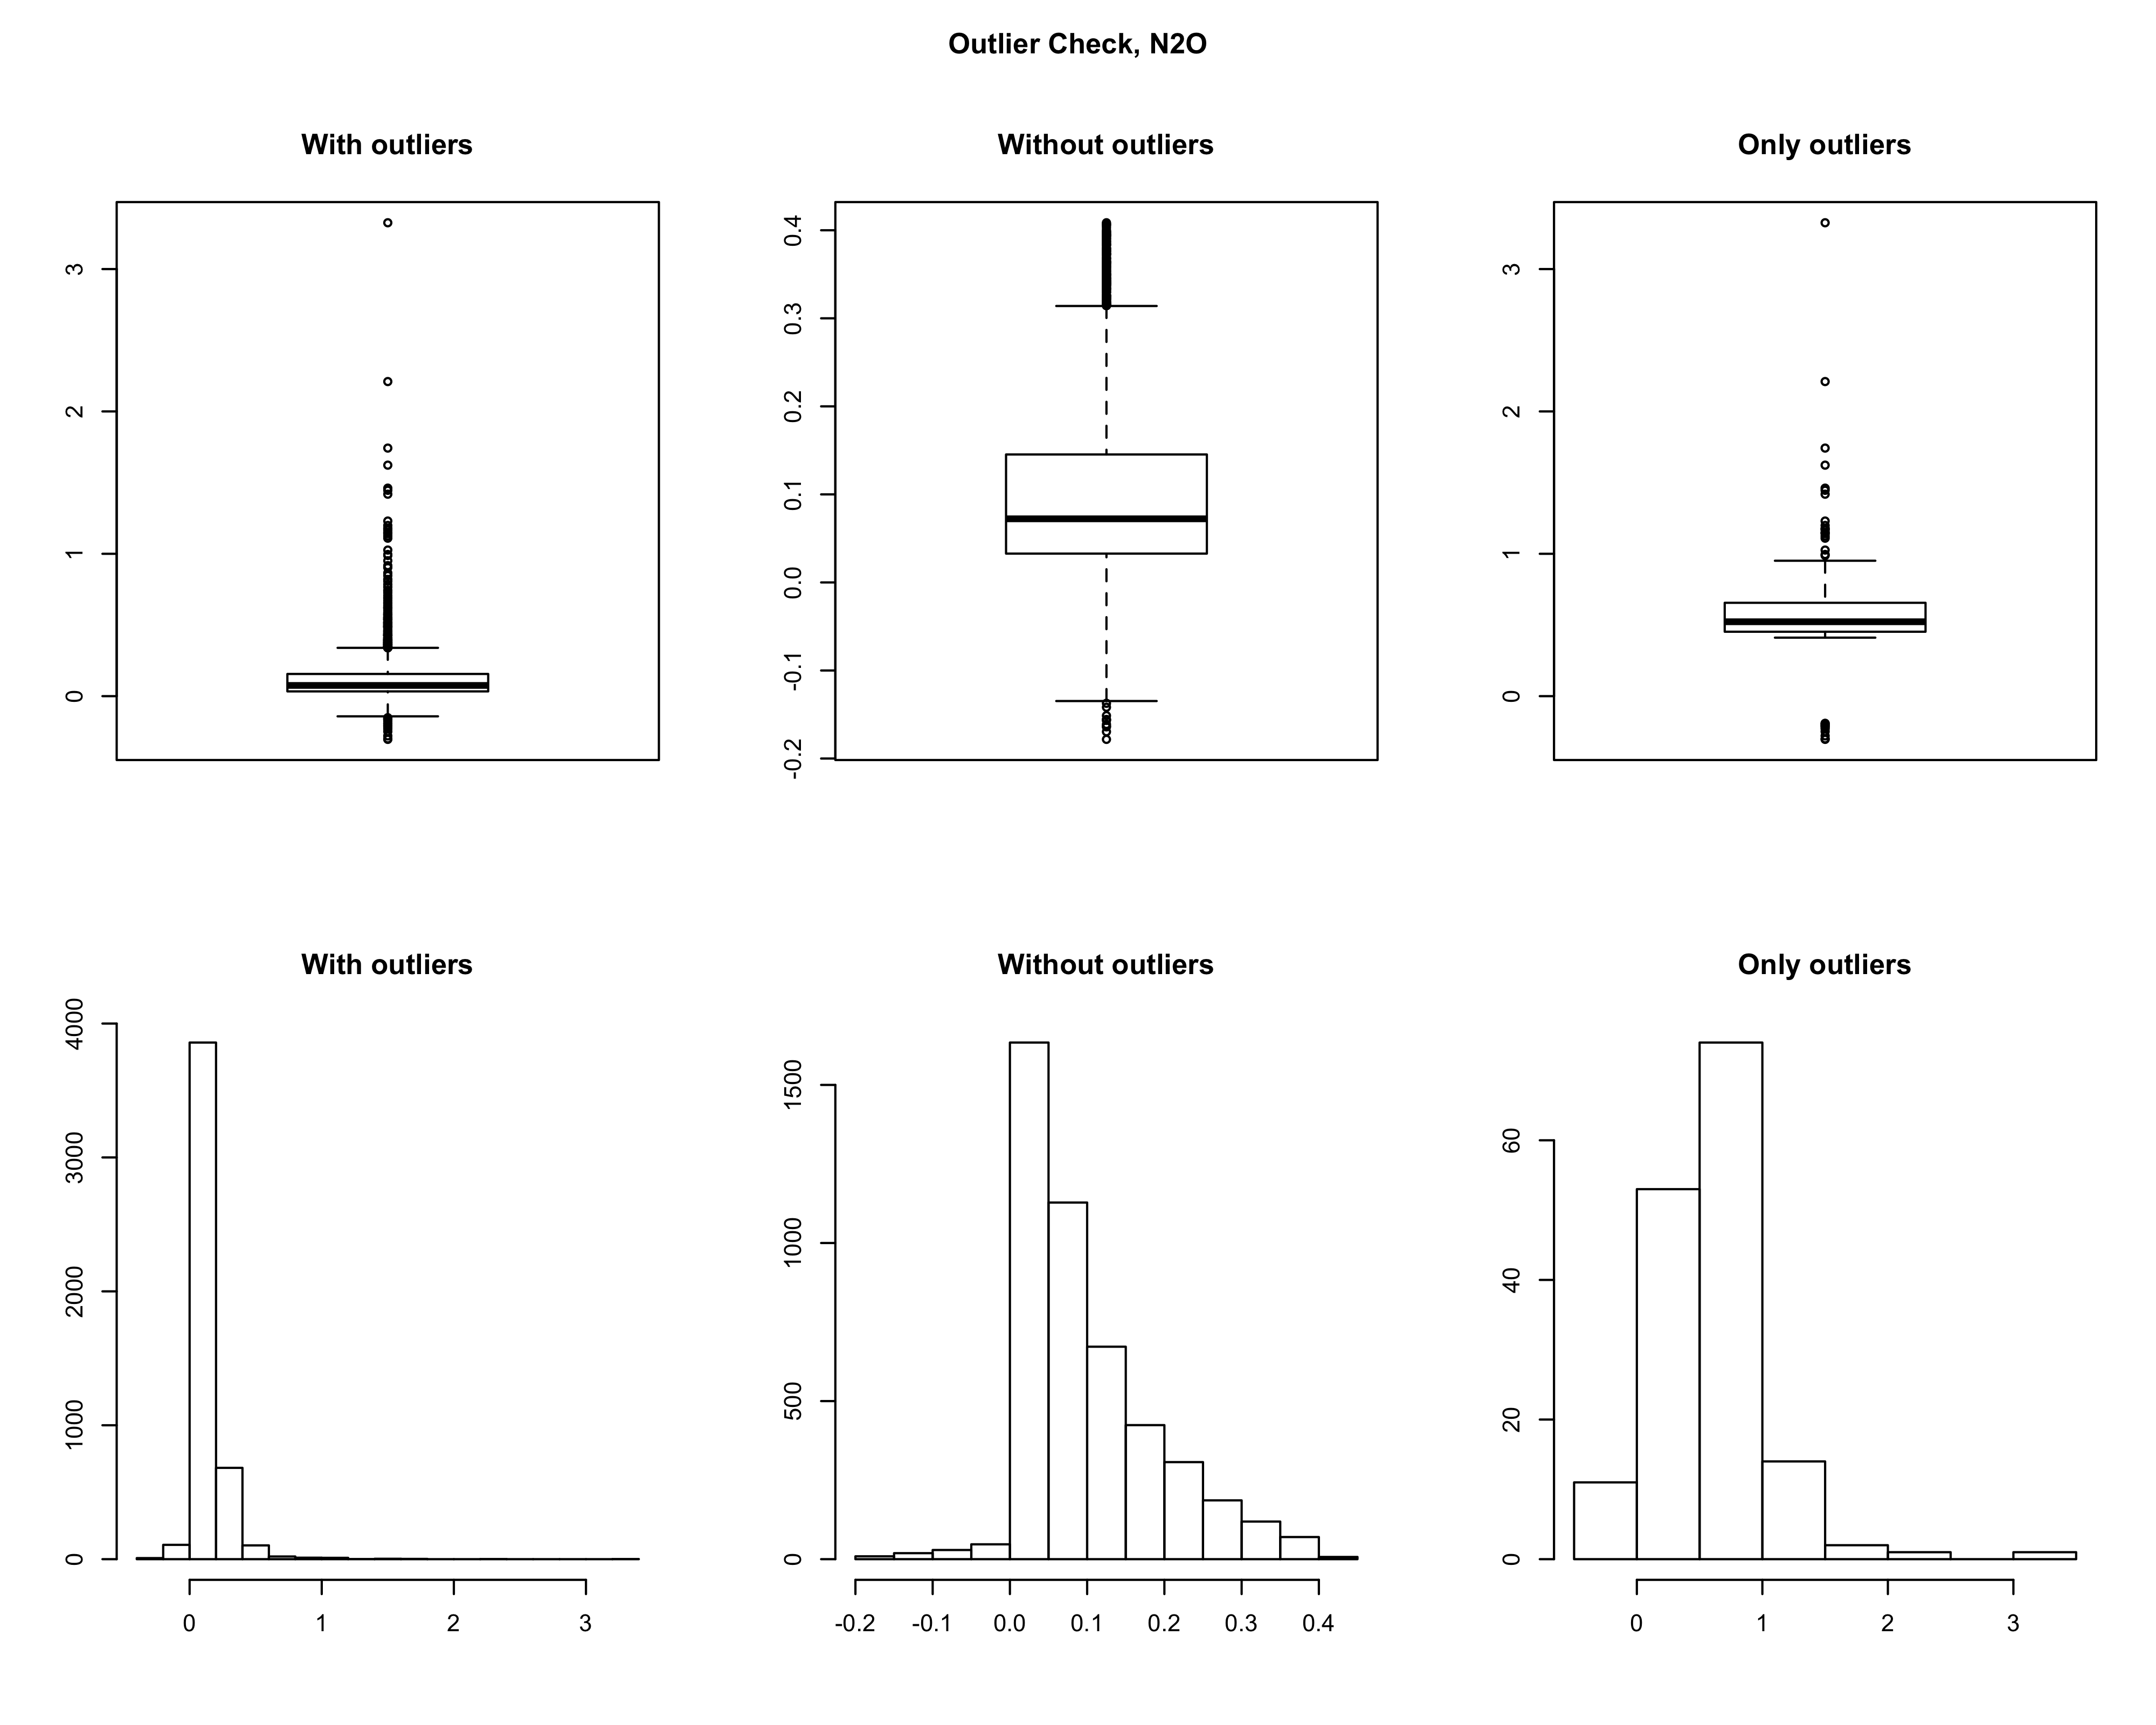 Outlier Check, N2O
With outliers
Without outliers
Only outliers
3
2
1
0
0.4
0.3
0.2
0.1
0.0
-0.1
-0.2
3
2
1
0
With outliers
Without outliers
Only outliers
4000
3000
2000
1000
0
0 1 2 3
1500
1000
500
0
-0.2 -0.1 0.0 0.1 0.2 0.3 0.4
60
40
20
0
0 1 2 3